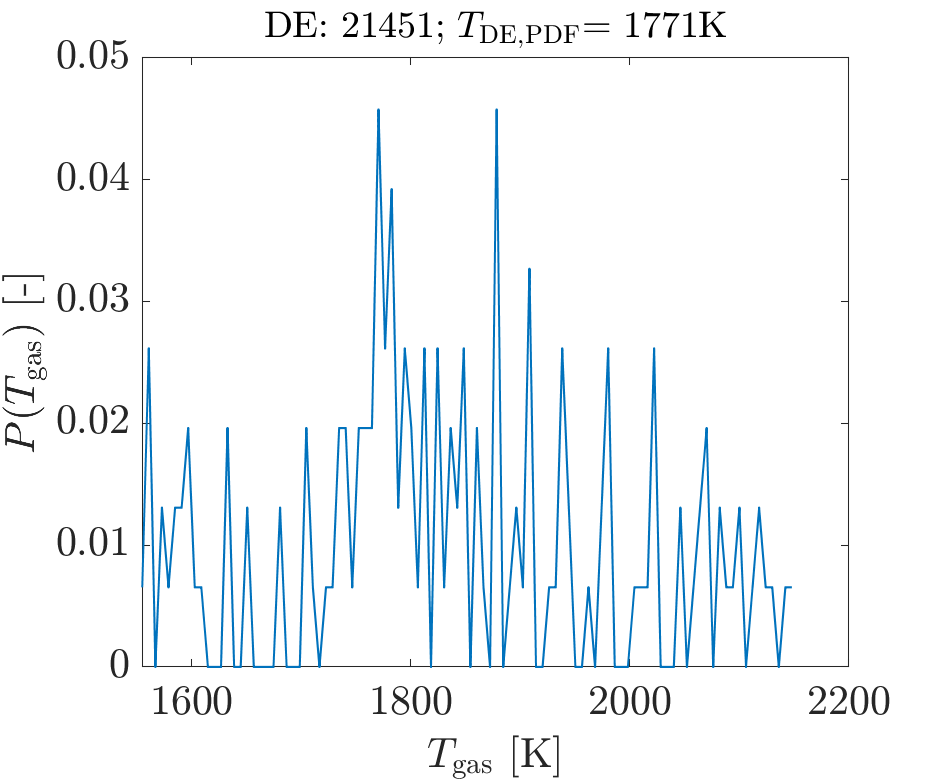 DE: 21451; T_DE,PDF= 1771K
0.05
0.04
0.03
0.02
0.01
0
P(T_gas) [-]
1600 1800 2000 2200
T_gas [K]